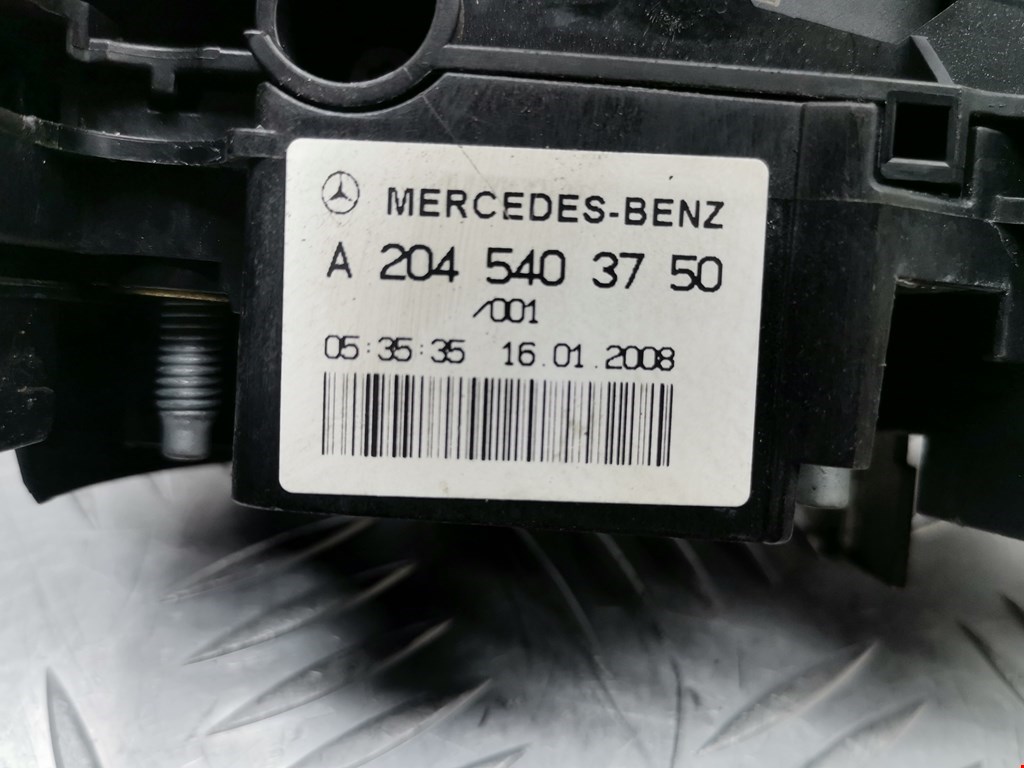 MERCEDES-BENZ
A 204 540 37 50
/001
05:35:35 16.01.2008